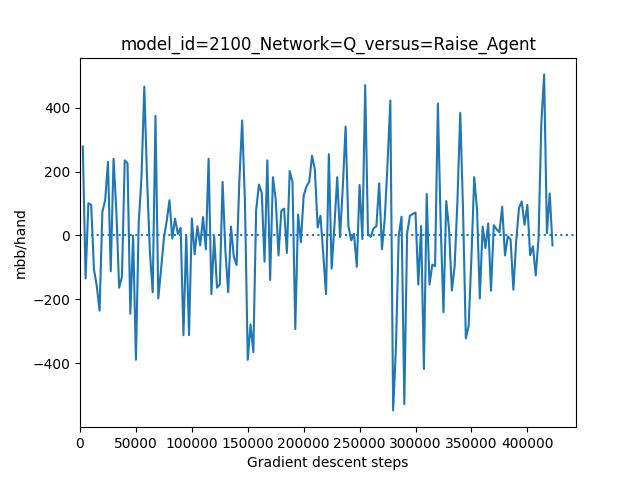 model_id=2100_Network=Q_versus=Raise_Agent
mbb/hand
400
200
0
−200
−400
0 50000 100000 150000 200000 250000 300000 350000 400000
Gradient descent steps